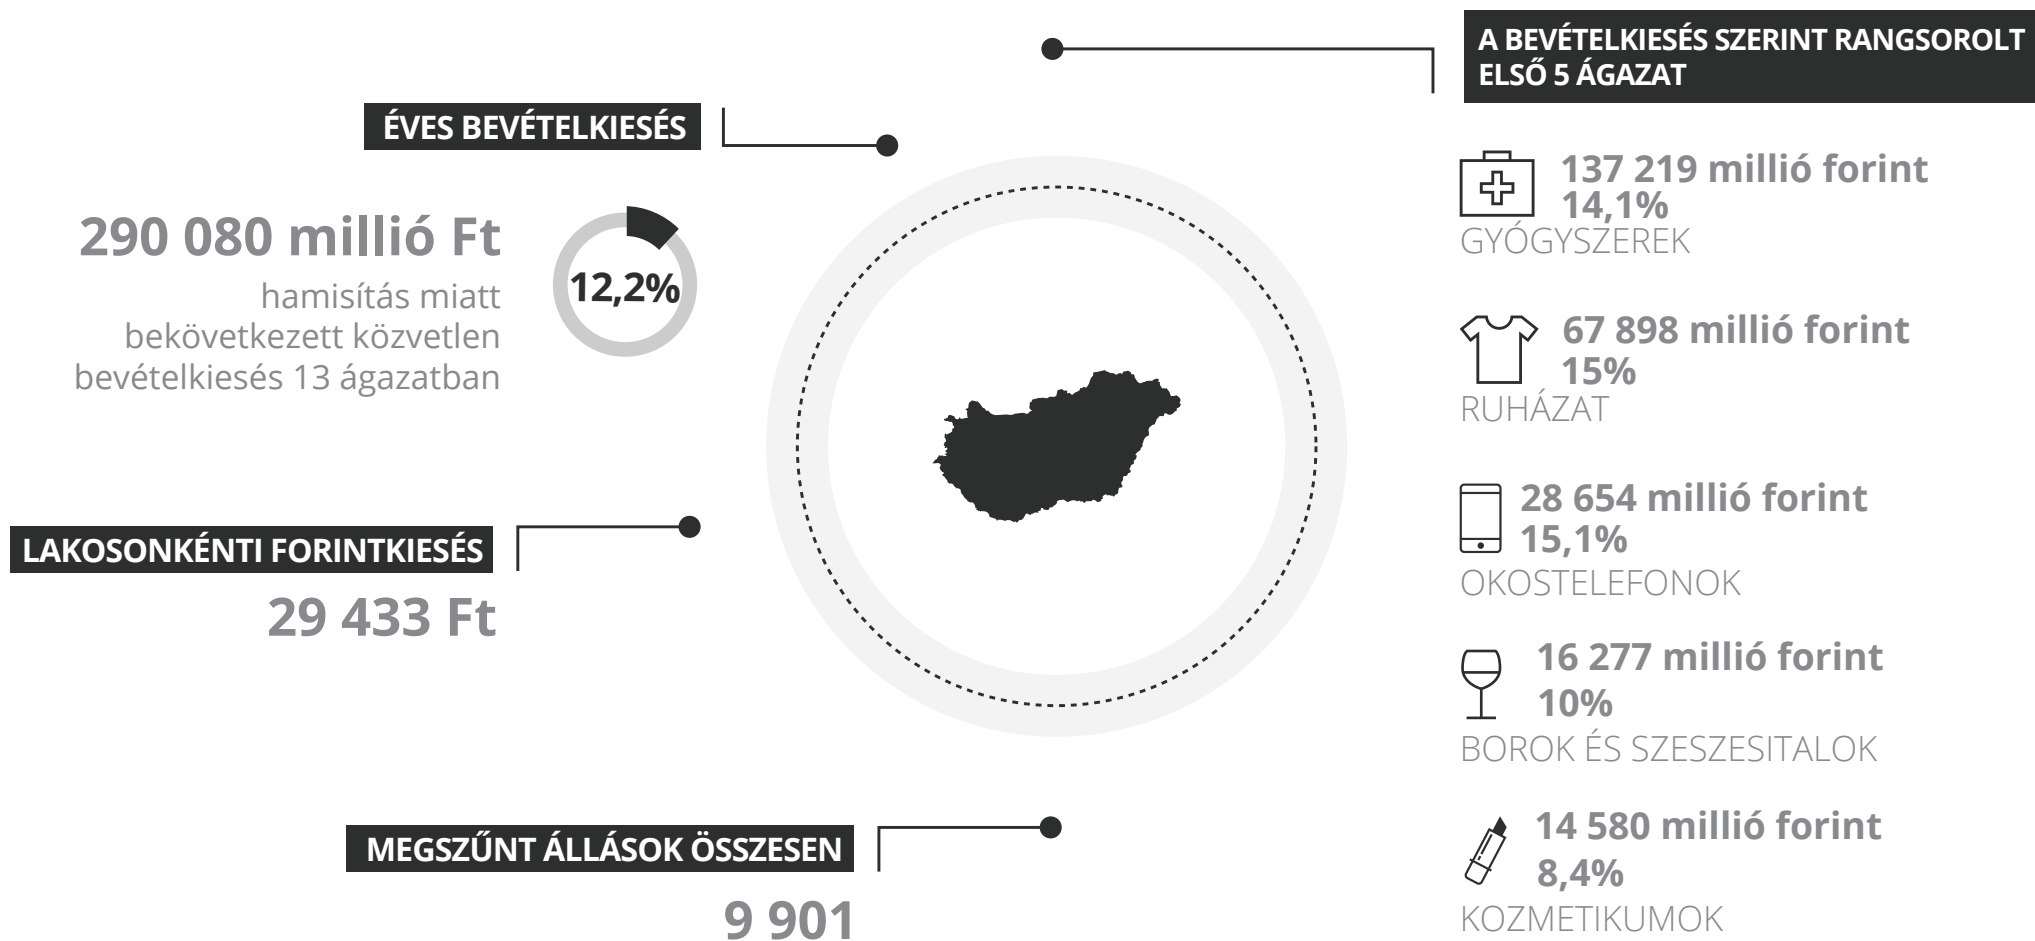 ÉVES BEVÉTELKIESÉS
290 080 millió Ft
hamisítás miatt
bekövetkezett közvetlen
bevételkiesés 13 ágazatban
12,2%
LAKOSONKÉNTI FORINTKIESÉS
29 433 Ft
MEGSZŰNT ÁLLÁSOK ÖSSZESEN
9 901
A BEVÉTELKIESÉS SZERINT RANGSOROLT
ELSŐ 5 ÁGAZAT
137 219 millió forint
14,1%
GYÓGYSZEREK
67 898 millió forint
15%
RUHÁZAT
28 654 millió forint
15,1%
OKOSTELEFONOK
16 277 millió forint
10%
BOROK ÉS SZESZESITALOK
14 580 millió forint
8,4%
KOZMETIKUMOK